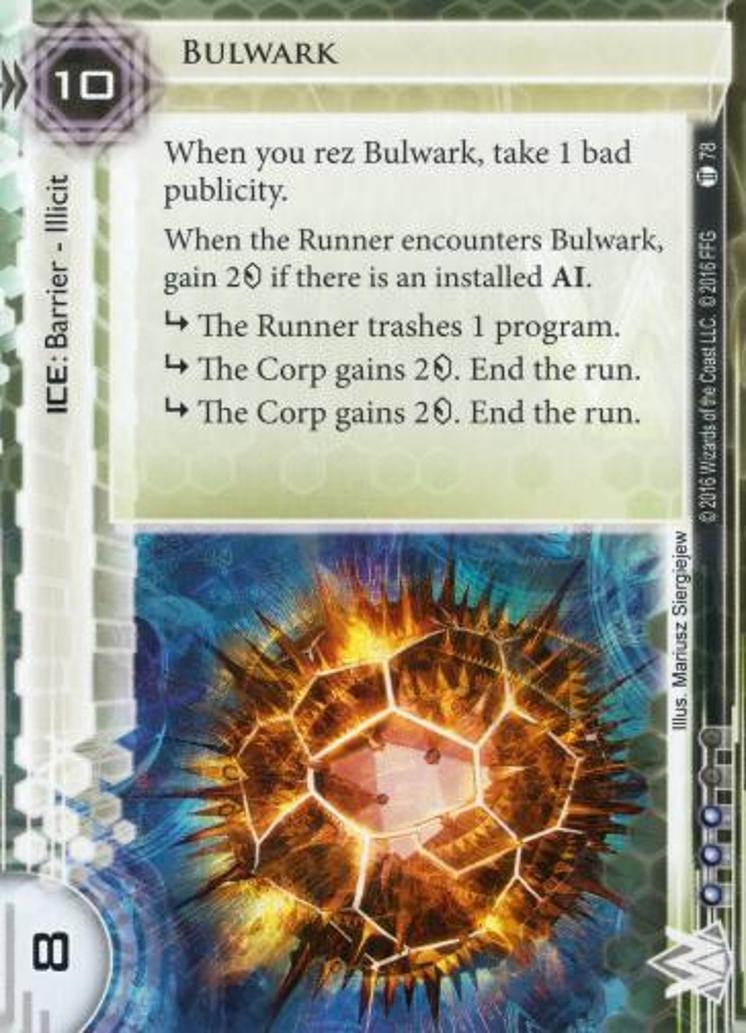 BULWARK
10
When you rez Bulwark, take 1 bad
publicity.
When the Runner encounters Bulwark,
gain 2 if there is an installed AI.
↳ The Runner trashes 1 program.
↳ The Corp gains 2. End the run.
↳ The Corp gains 2. End the run.
ICE: Barrier - Illicit
78
© 2016 Wizards of the Coast LLC. © 2016 FFG
Illus. Mariusz Siergiejew
8